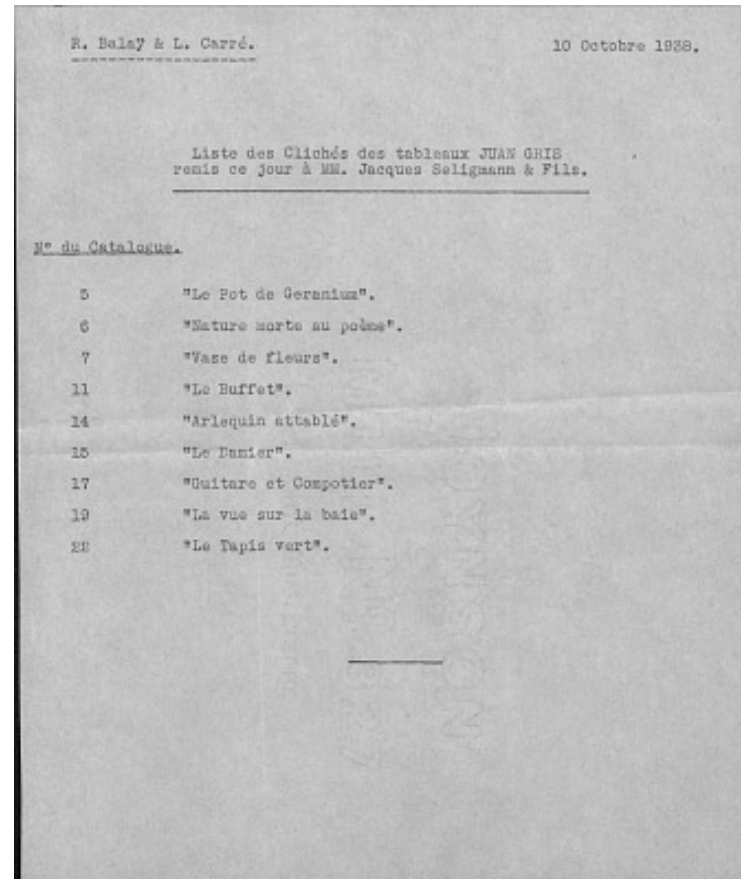 R. Balaÿ & L. Carré.
10 Octobre 1938.
Liste des Clichés des tableaux JUAN GRIS
remis ce jour à MM. Jacques Seligmann & Fils.
N° du Catalogue.
5 "Le Pot de Geranium".
6 "Nature morte au poème".
7 "Vase de fleurs".
11 "Le Buffet".
14 "Arlequin attablé".
15 "Le Damier".
17 "Guitare et Compotier".
19 "La vue sur la baie".
22 "Le Tapis vert".